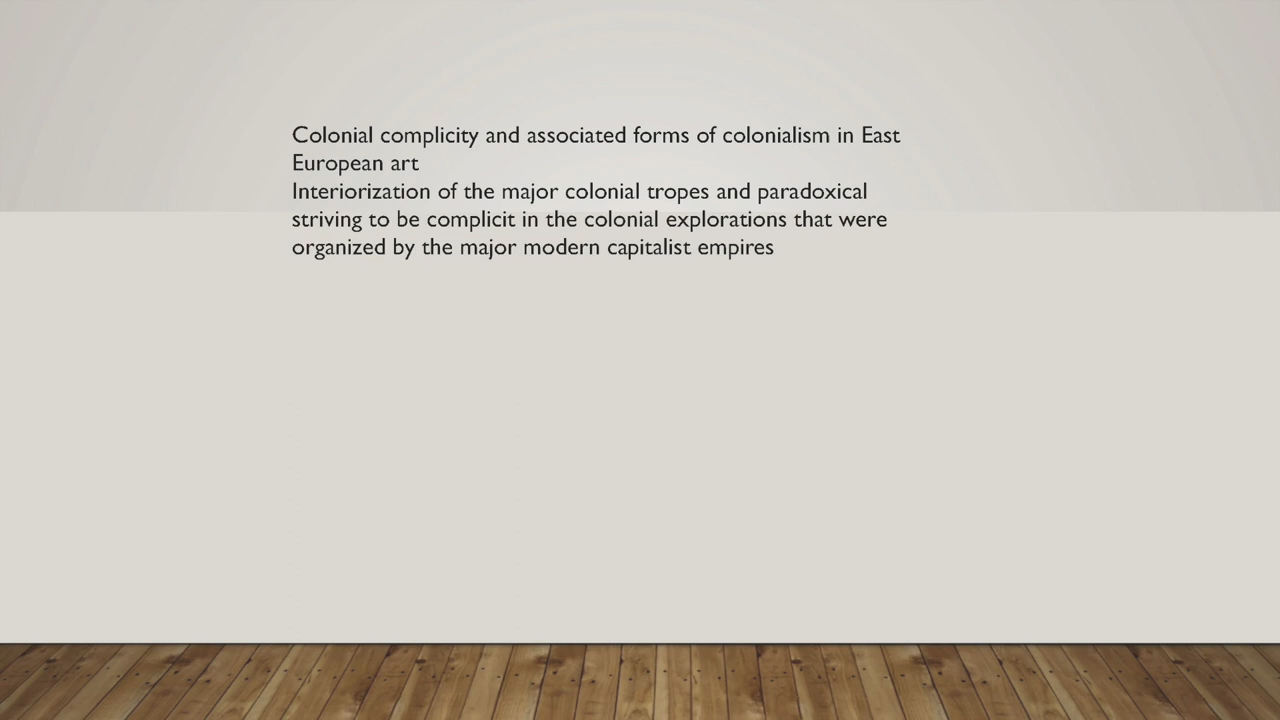 Colonial complicity and associated forms of colonialism in East
European art
Interiorization of the major colonial tropes and paradoxical
striving to be complicit in the colonial explorations that were
organized by the major modern capitalist empires